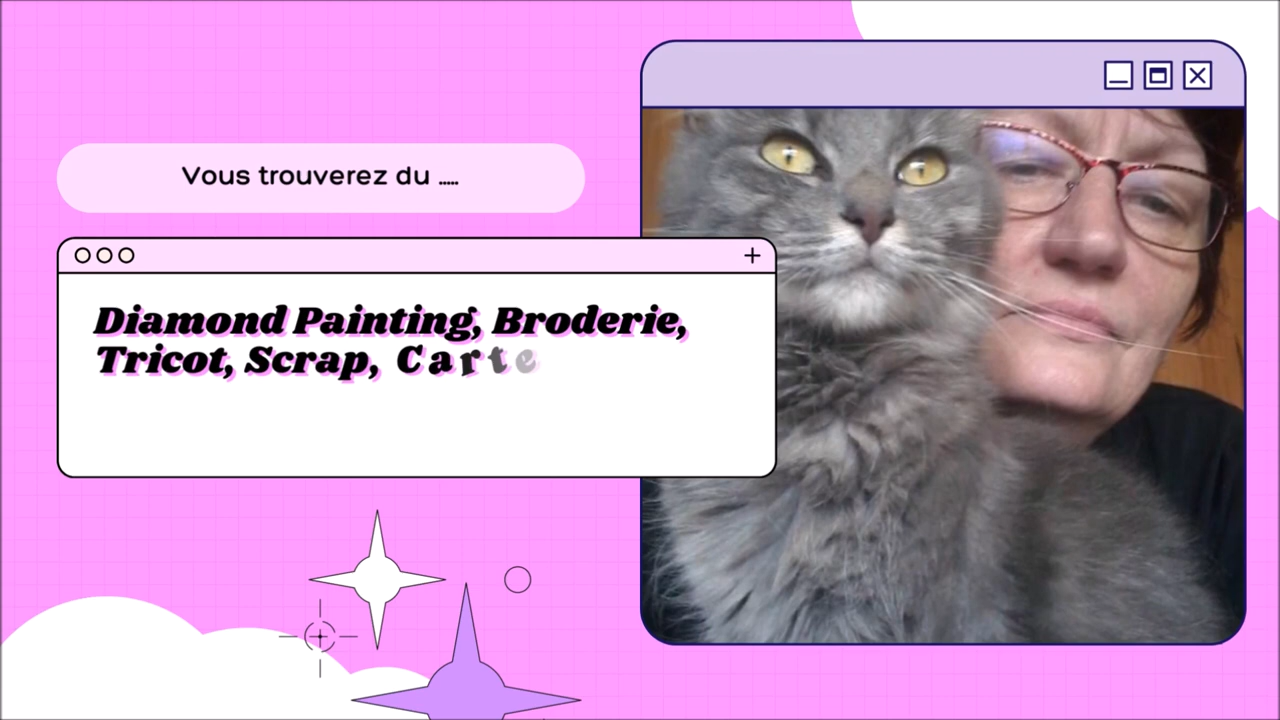 Vous trouverez du .....
Diamond Painting, Broderie,
Tricot, Scrap, Carte